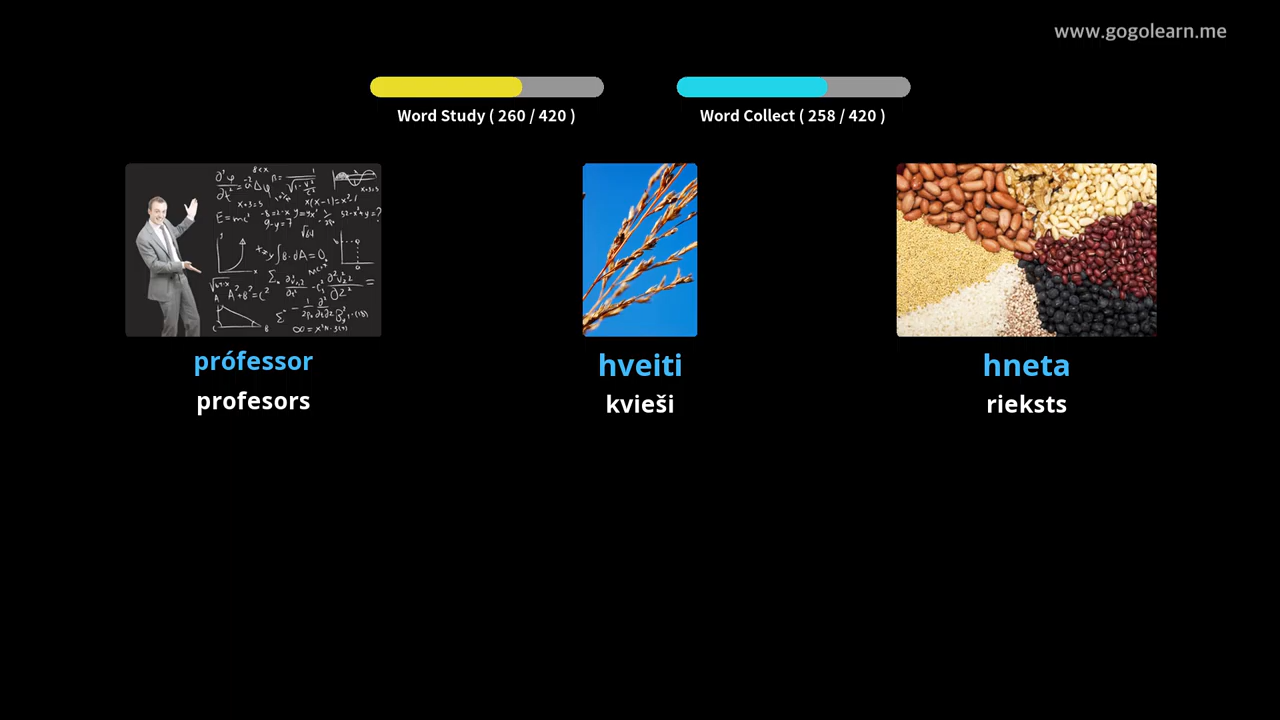 www.gogolearn.me
Word Study ( 260 / 420 )
Word Collect ( 258 / 420 )
prófessor
profesors
hveiti
kvieši
hneta
rieksts